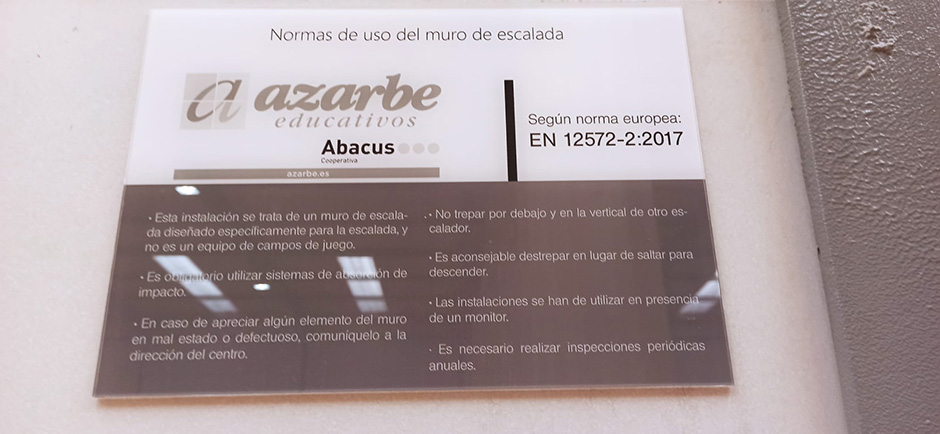 Normas de uso del muro de escalada
a azarbe
educativos
Abacus
Cooperativa
azarbe.es
Según norma europea:
EN 12572-2:2017
· Esta instalación se trata de un muro de escala-
da diseñado específicamente para la escalada, y
no es un equipo de campos de juego.
· Es obligatorio utilizar sistemas de absorción de
impacto.
· En caso de apreciar algún elemento del muro
en mal estado o defectuoso, comuníquelo a la
dirección del centro.
· No trepar por debajo y en la vertical de otro es-
calador.
· Es aconsejable destrepar en lugar de saltar para
descender.
· Las instalaciones se han de utilizar en presencia
de un monitor.
· Es necesario realizar inspecciones periódicas
anuales.